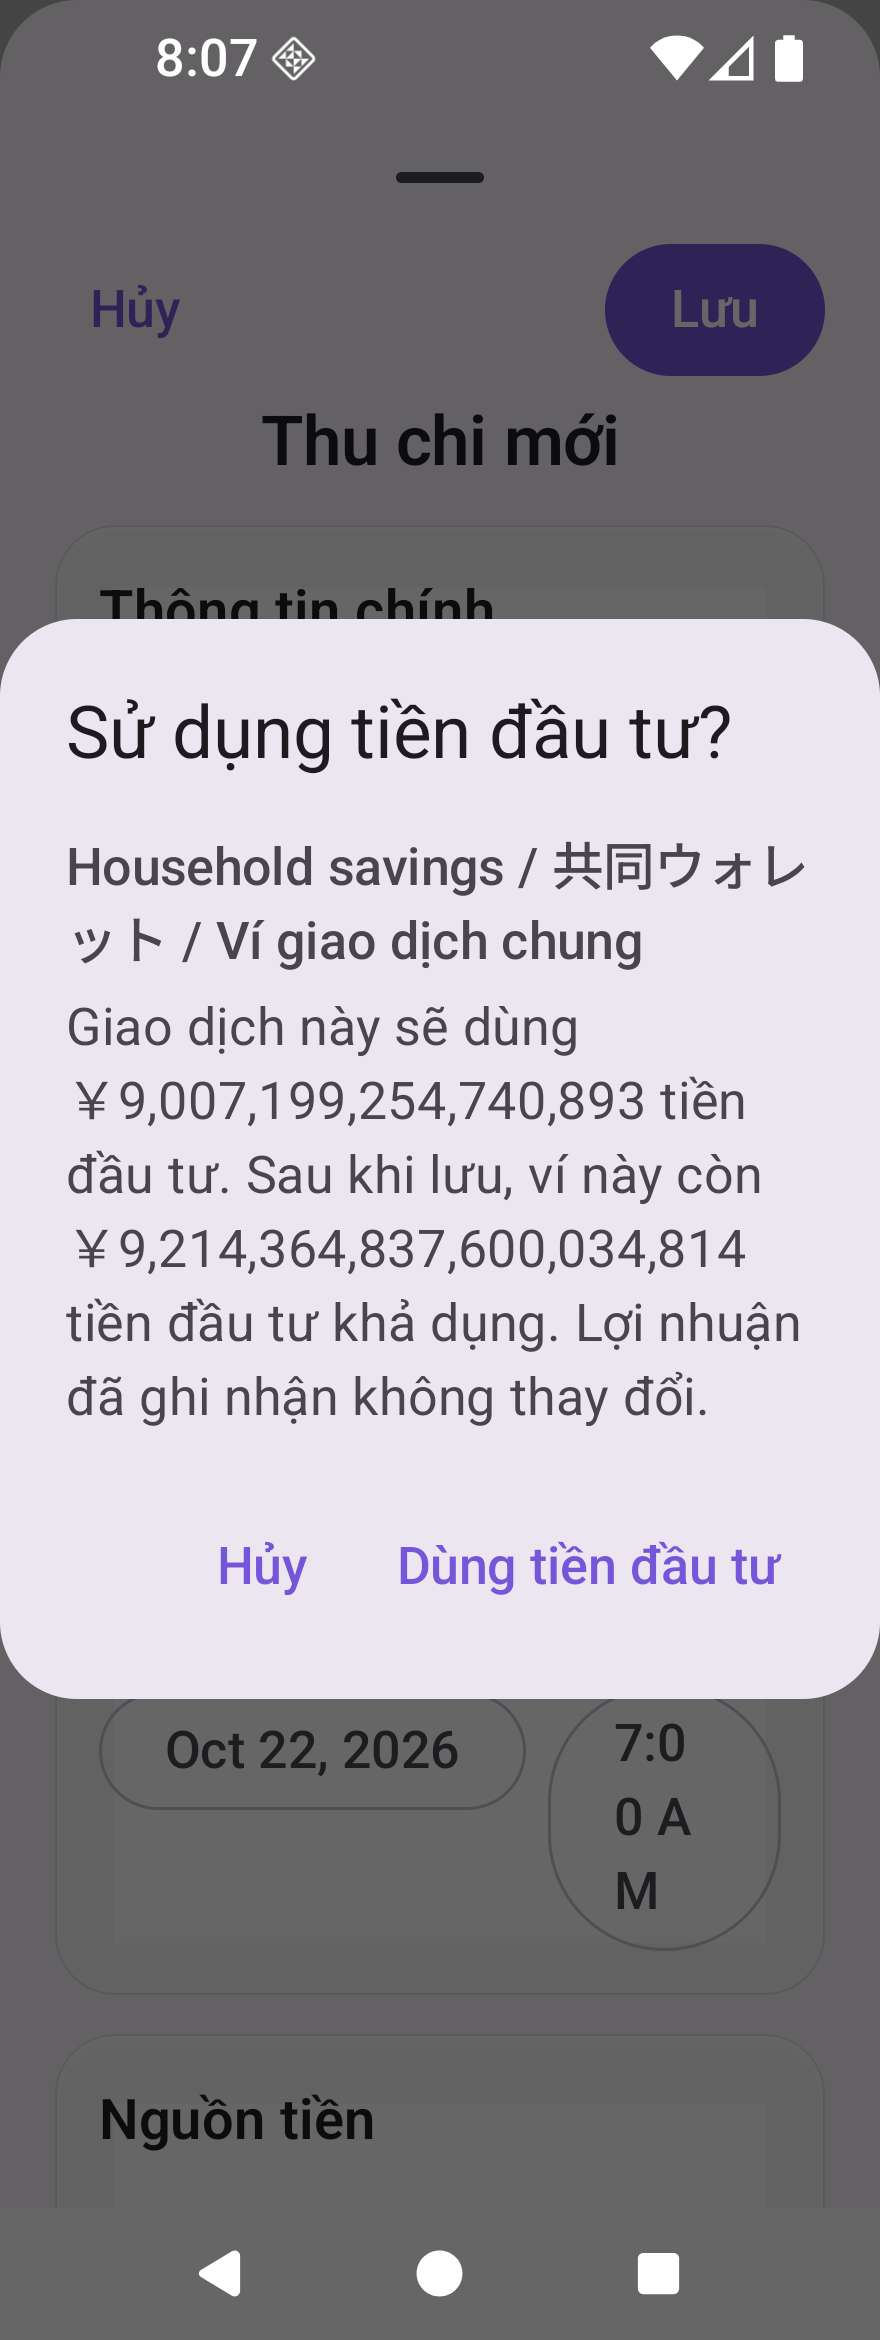 8:07
Hủy
Lưu
Thu chi mới
Thông tin chính
Sử dụng tiền đầu tư?
Household savings / 共同ウォレ
ット / Ví giao dịch chung
Giao dịch này sẽ dùng
￥9,007,199,254,740,893 tiền
đầu tư. Sau khi lưu, ví này còn
￥9,214,364,837,600,034,814
tiền đầu tư khả dụng. Lợi nhuận
đã ghi nhận không thay đổi.
Hủy
Dùng tiền đầu tư
Oct 22, 2026
7:0
0 A
M
Nguồn tiền